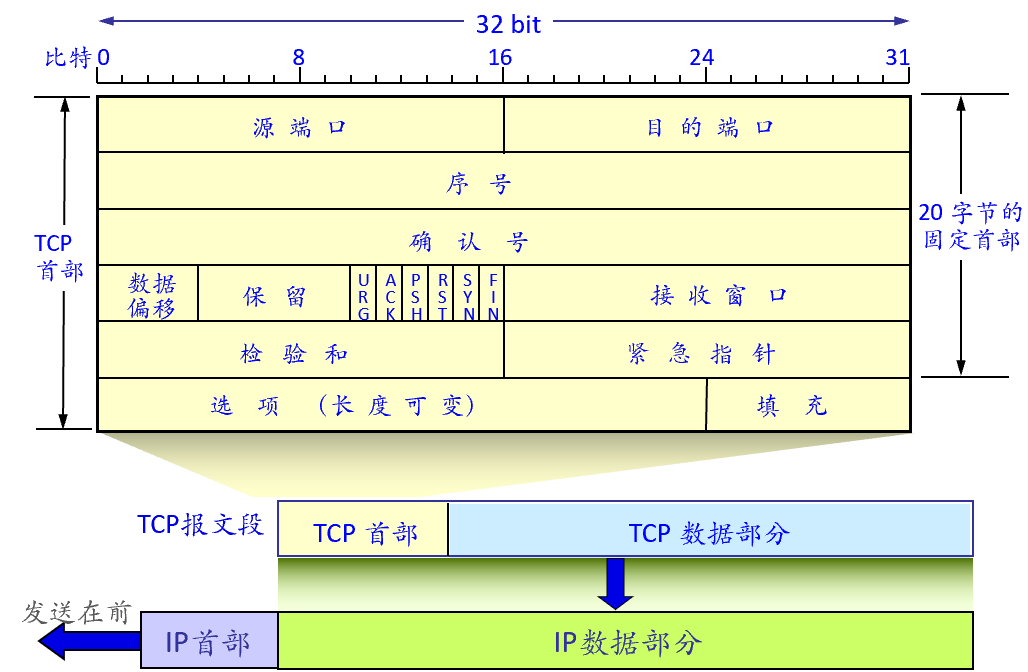 32 bit
比特 0 8 16 24 31
源端口 目的端口
序号
确认号
TCP
首部
20 字节的
固定首部
数据
偏移
保留
URG
ACK
PSH
RST
SYN
FIN
接收窗口
检验和 紧急指针
选项 (长度可变) 填充
TCP报文段
TCP 首部 TCP 数据部分
发送在前
IP首部 IP数据部分